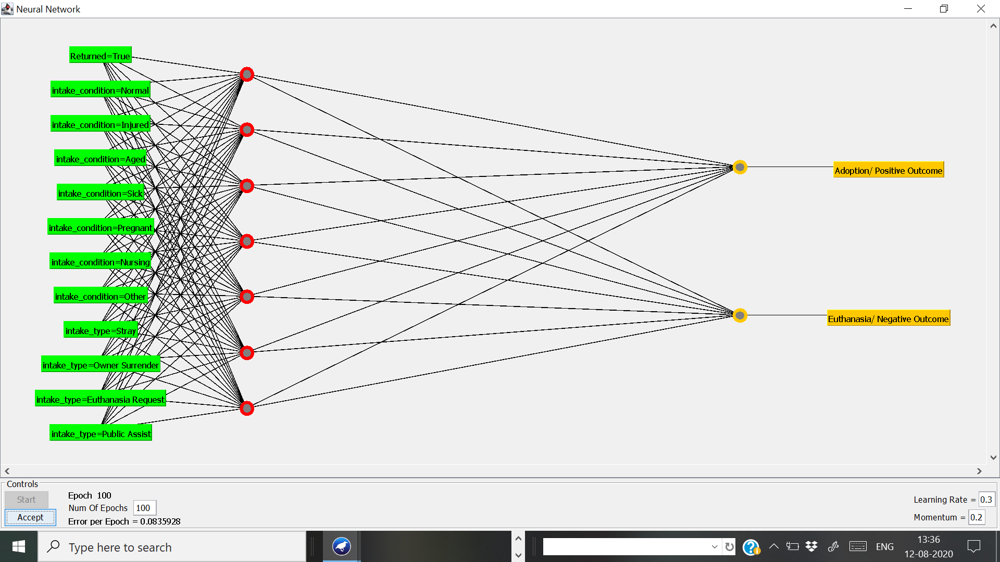 Neural Network
Returned=True
intake_condition=Normal
intake_condition=Injured
intake_condition=Aged
intake_condition=Sick
intake_condition=Pregnant
intake_condition=Nursing
intake_condition=Other
intake_type=Stray
intake_type=Owner Surrender
intake_type=Euthanasia Request
intake_type=Public Assist
Adoption/ Positive Outcome
Euthanasia/ Negative Outcome
Controls
Start
Accept
Epoch 100
Num Of Epochs 100
Error per Epoch = 0.0835928
Learning Rate = 0.3
Momentum = 0.2
Type here to search
ENG
13:36
12-08-2020